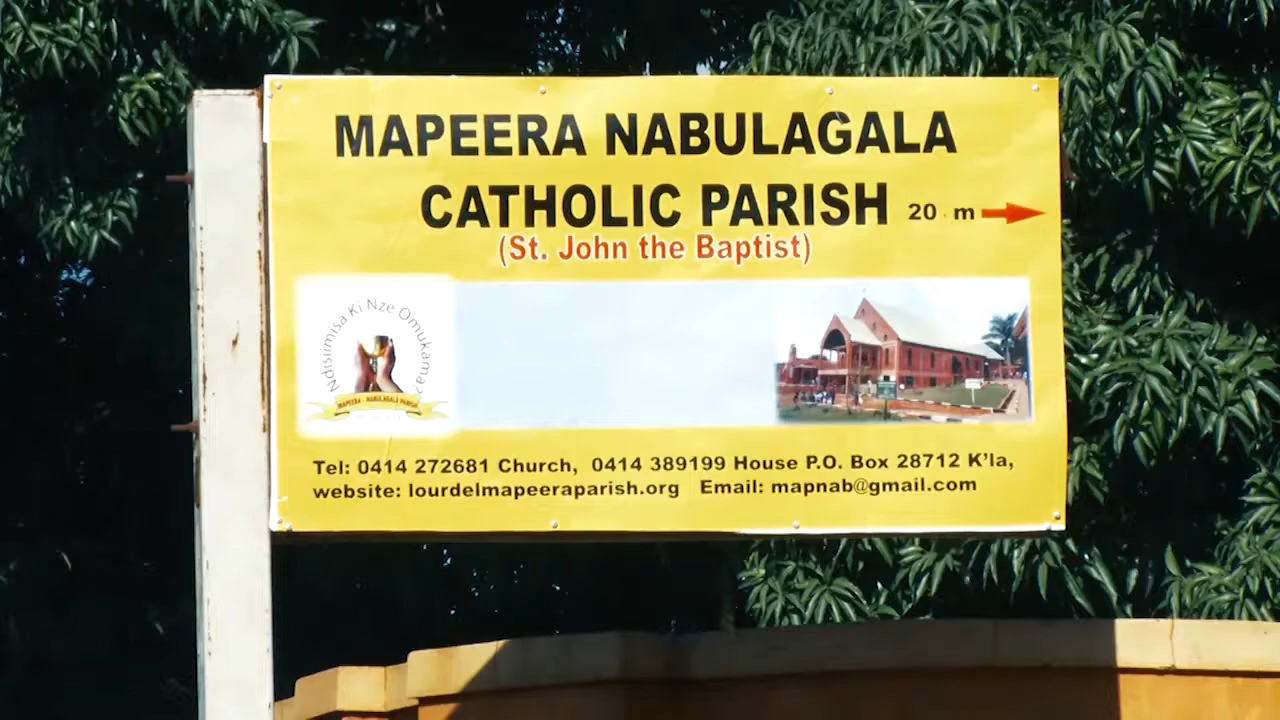 MAPEERA NABULAGALA
CATHOLIC PARISH 20 m
(St. John the Baptist)
Ndisiimisa Ki Nze Omukama?
MAPEERA - NABULAGALA PARISH
Tel: 0414 272681 Church, 0414 389199 House P.O. Box 28712 K'la,
website: lourdelmapeeraparish.org Email: mapnab@gmail.com